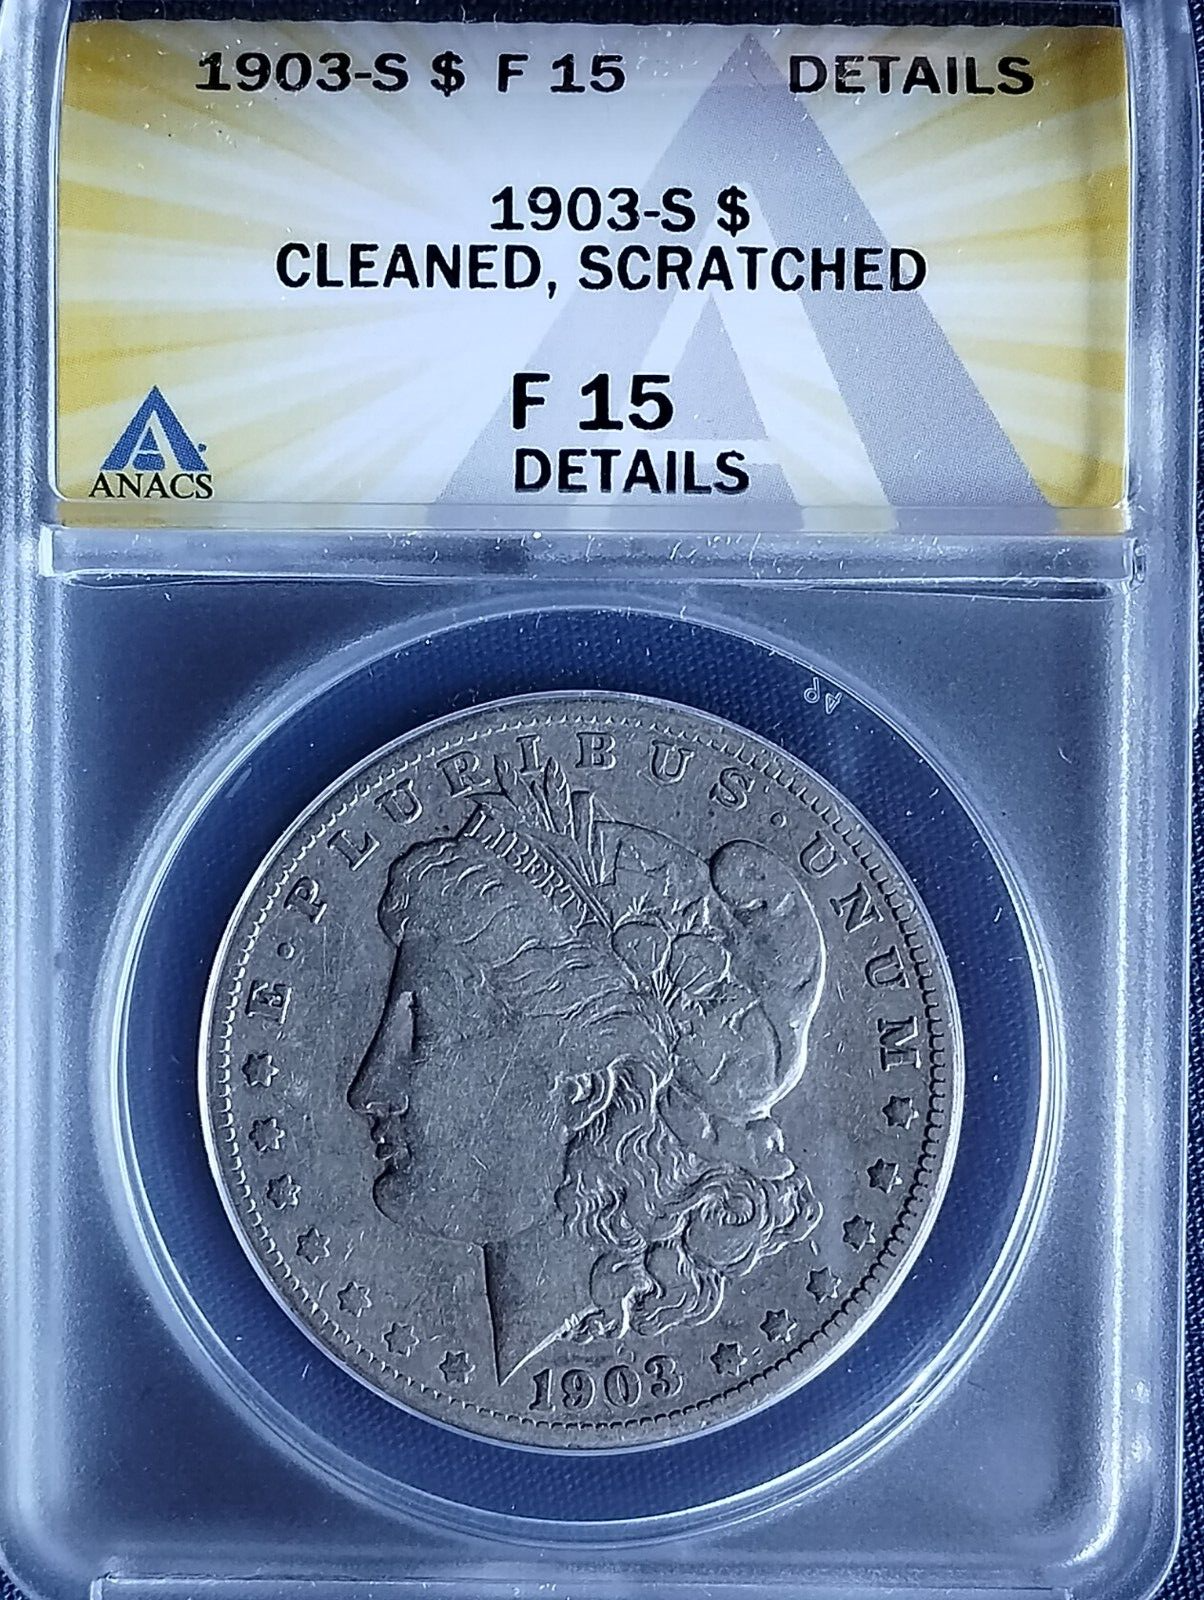 1903-S $ F 15 DETAILS
1903-S $
CLEANED, SCRATCHED
F 15
DETAILS
ANACS
E · PLURIBUS · UNUM
LIBERTY
1903